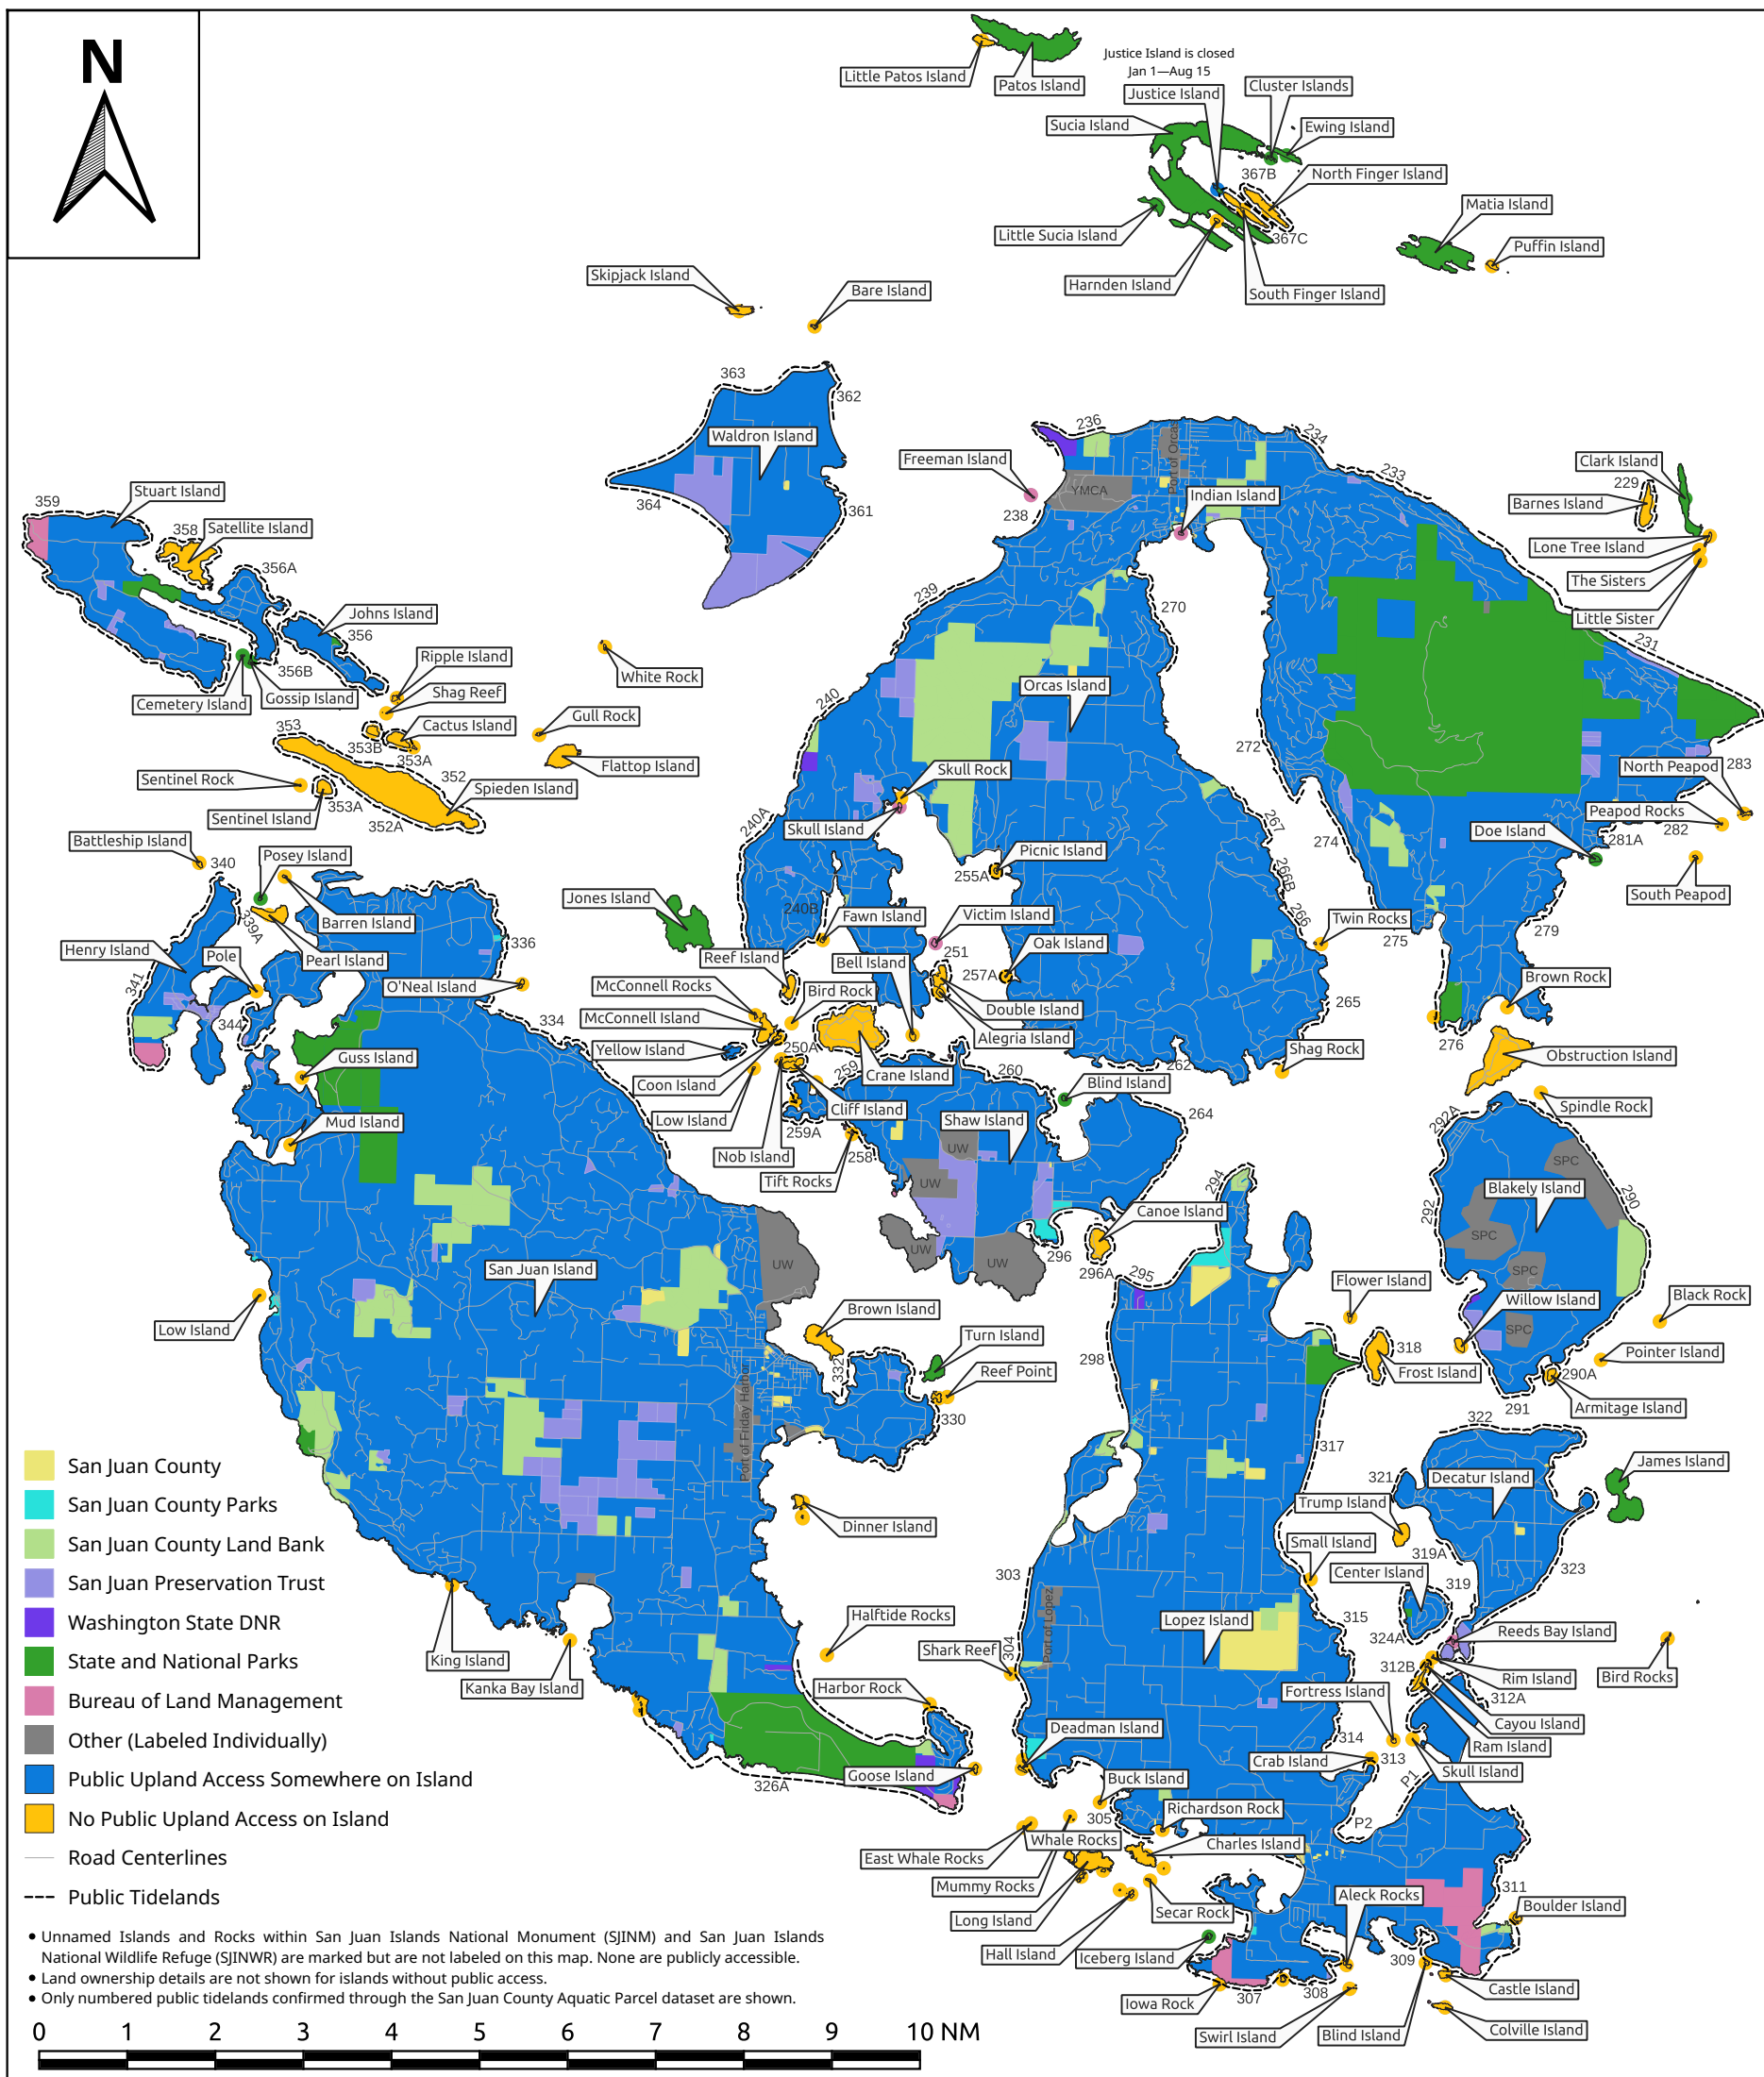 N
Little Patos Island
Patos Island
Justice Island is closed
Jan 1—Aug 15
Justice Island
Cluster Islands
Sucia Island
Ewing Island
367B
North Finger Island
Little Sucia Island
367C
Matia Island
Puffin Island
Harnden Island
South Finger Island
Skipjack Island
Bare Island
363
362
Waldron Island
364
361
236
234
233
Port of Orcas
Freeman Island
YMCA
Indian Island
238
Clark Island
229
Barnes Island
Lone Tree Island
The Sisters
Little Sister
231
359
Stuart Island
358
Satellite Island
356A
Johns Island
356
Ripple Island
356B
Shag Reef
Cemetery Island
Gossip Island
353
353B
Cactus Island
353A
Gull Rock
White Rock
Flattop Island
239
270
Orcas Island
240
272
Sentinel Rock
352
Spieden Island
353A
Sentinel Island
352A
Skull Rock
North Peapod
283
Peapod Rocks
282
Skull Island
240A
267
274
Doe Island
281A
Battleship Island
340
Posey Island
Picnic Island
255A
266B
South Peapod
Jones Island
240B
Fawn Island
Victim Island
266
Twin Rocks
275
279
339A
Barren Island
Henry Island
Pole
Pearl Island
336
251
Oak Island
Reef Island
Bell Island
257A
Brown Rock
341
O'Neal Island
McConnell Rocks
Bird Rock
Double Island
265
344
334
McConnell Island
Alegria Island
276
Yellow Island
250A
Shag Rock
Obstruction Island
Guss Island
Coon Island
259
Crane Island
260
262
Blind Island
Low Island
Cliff Island
Shaw Island
264
Spindle Rock
Mud Island
259A
258
292A
Nob Island
UW
Tift Rocks
UW
SPC
294
Blakely Island
290
292
Canoe Island
SPC
UW
296
UW
296A
San Juan Island
UW
295
SPC
Flower Island
Willow Island
Black Rock
Low Island
Brown Island
SPC
Turn Island
332
298
318
Frost Island
Pointer Island
Reef Point
290A
Port of Friday Harbor
330
291
Armitage Island
322
317
San Juan County
321
Decatur Island
James Island
San Juan County Parks
Trump Island
Dinner Island
San Juan County Land Bank
Small Island
319A
Center Island
303
319
323
San Juan Preservation Trust
Port of Lopez
Washington State DNR
Halftide Rocks
Lopez Island
315
324A
Reeds Bay Island
Shark Reef
304
State and National Parks
King Island
312B
Rim Island
Bird Rocks
Kanka Bay Island
Harbor Rock
Fortress Island
312A
Bureau of Land Management
Cayou Island
Deadman Island
314
Ram Island
Other (Labeled Individually)
Crab Island
313
Skull Island
Public Upland Access Somewhere on Island
326A
Goose Island
Buck Island
P1
No Public Upland Access on Island
305
Richardson Rock
P2
Whale Rocks
Charles Island
Road Centerlines
East Whale Rocks
Mummy Rocks
Public Tidelands
Aleck Rocks
311
Secar Rock
Boulder Island
Long Island
• Unnamed Islands and Rocks within San Juan Islands National Monument (SJINM) and San Juan Islands
National Wildlife Refuge (SJINWR) are marked but are not labeled on this map. None are publicly accessible.
Hall Island
Iceberg Island
309
• Land ownership details are not shown for islands without public access.
Castle Island
• Only numbered public tidelands confirmed through the San Juan County Aquatic Parcel dataset are shown.
Iowa Rock
307
308
Swirl Island
Blind Island
Colville Island
0 1 2 3 4 5 6 7 8 9 10 NM